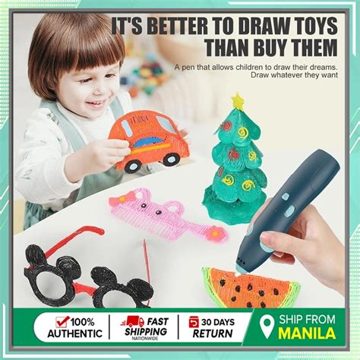 IT'S BETTER TO DRAW TOYS
THAN BUY THEM
A pen that allows children to draw their dreams.
Draw whatever they want
100%
AUTHENTIC
FAST
SHIPPING
NATIONWIDE
30 DAYS
RETURN
SHIP FROM
MANILA